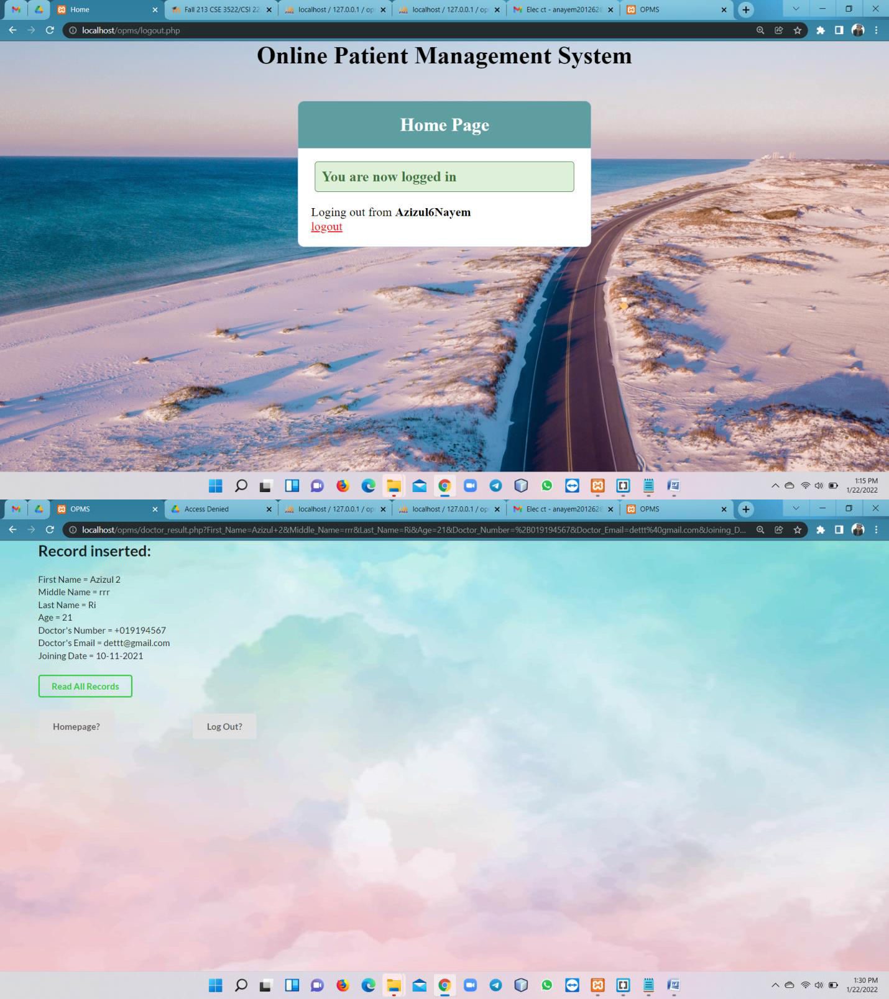 Home
Fall 213 CSE 3522/CSI 22
localhost / 127.0.0.1 / op
localhost / 127.0.0.1 / op
Elec ct - anayem201262@
OPMS
localhost/opms/logout.php
Online Patient Management System
Home Page
You are now logged in
Loging out from Azizul6Nayem
logout
1:15 PM
1/22/2022
OPMS
Access Denied
localhost / 127.0.0.1 / op
localhost / 127.0.0.1 / op
Elec ct - anayem201262@
OPMS
localhost/opms/doctor_result.php?First_Name=Azizul+2&Middle_Name=rrr&Last_Name=Ri&Age=21&Doctor_Number=%2B019194567&Doctor_Email=dettt%40gmail.com&Joining_D...
Record inserted:
First Name = Azizul 2
Middle Name = rrr
Last Name = Ri
Age = 21
Doctor's Number = +019194567
Doctor's Email = dettt@gmail.com
Joining Date = 10-11-2021
Read All Records
Homepage? Log Out?
1:30 PM
1/22/2022